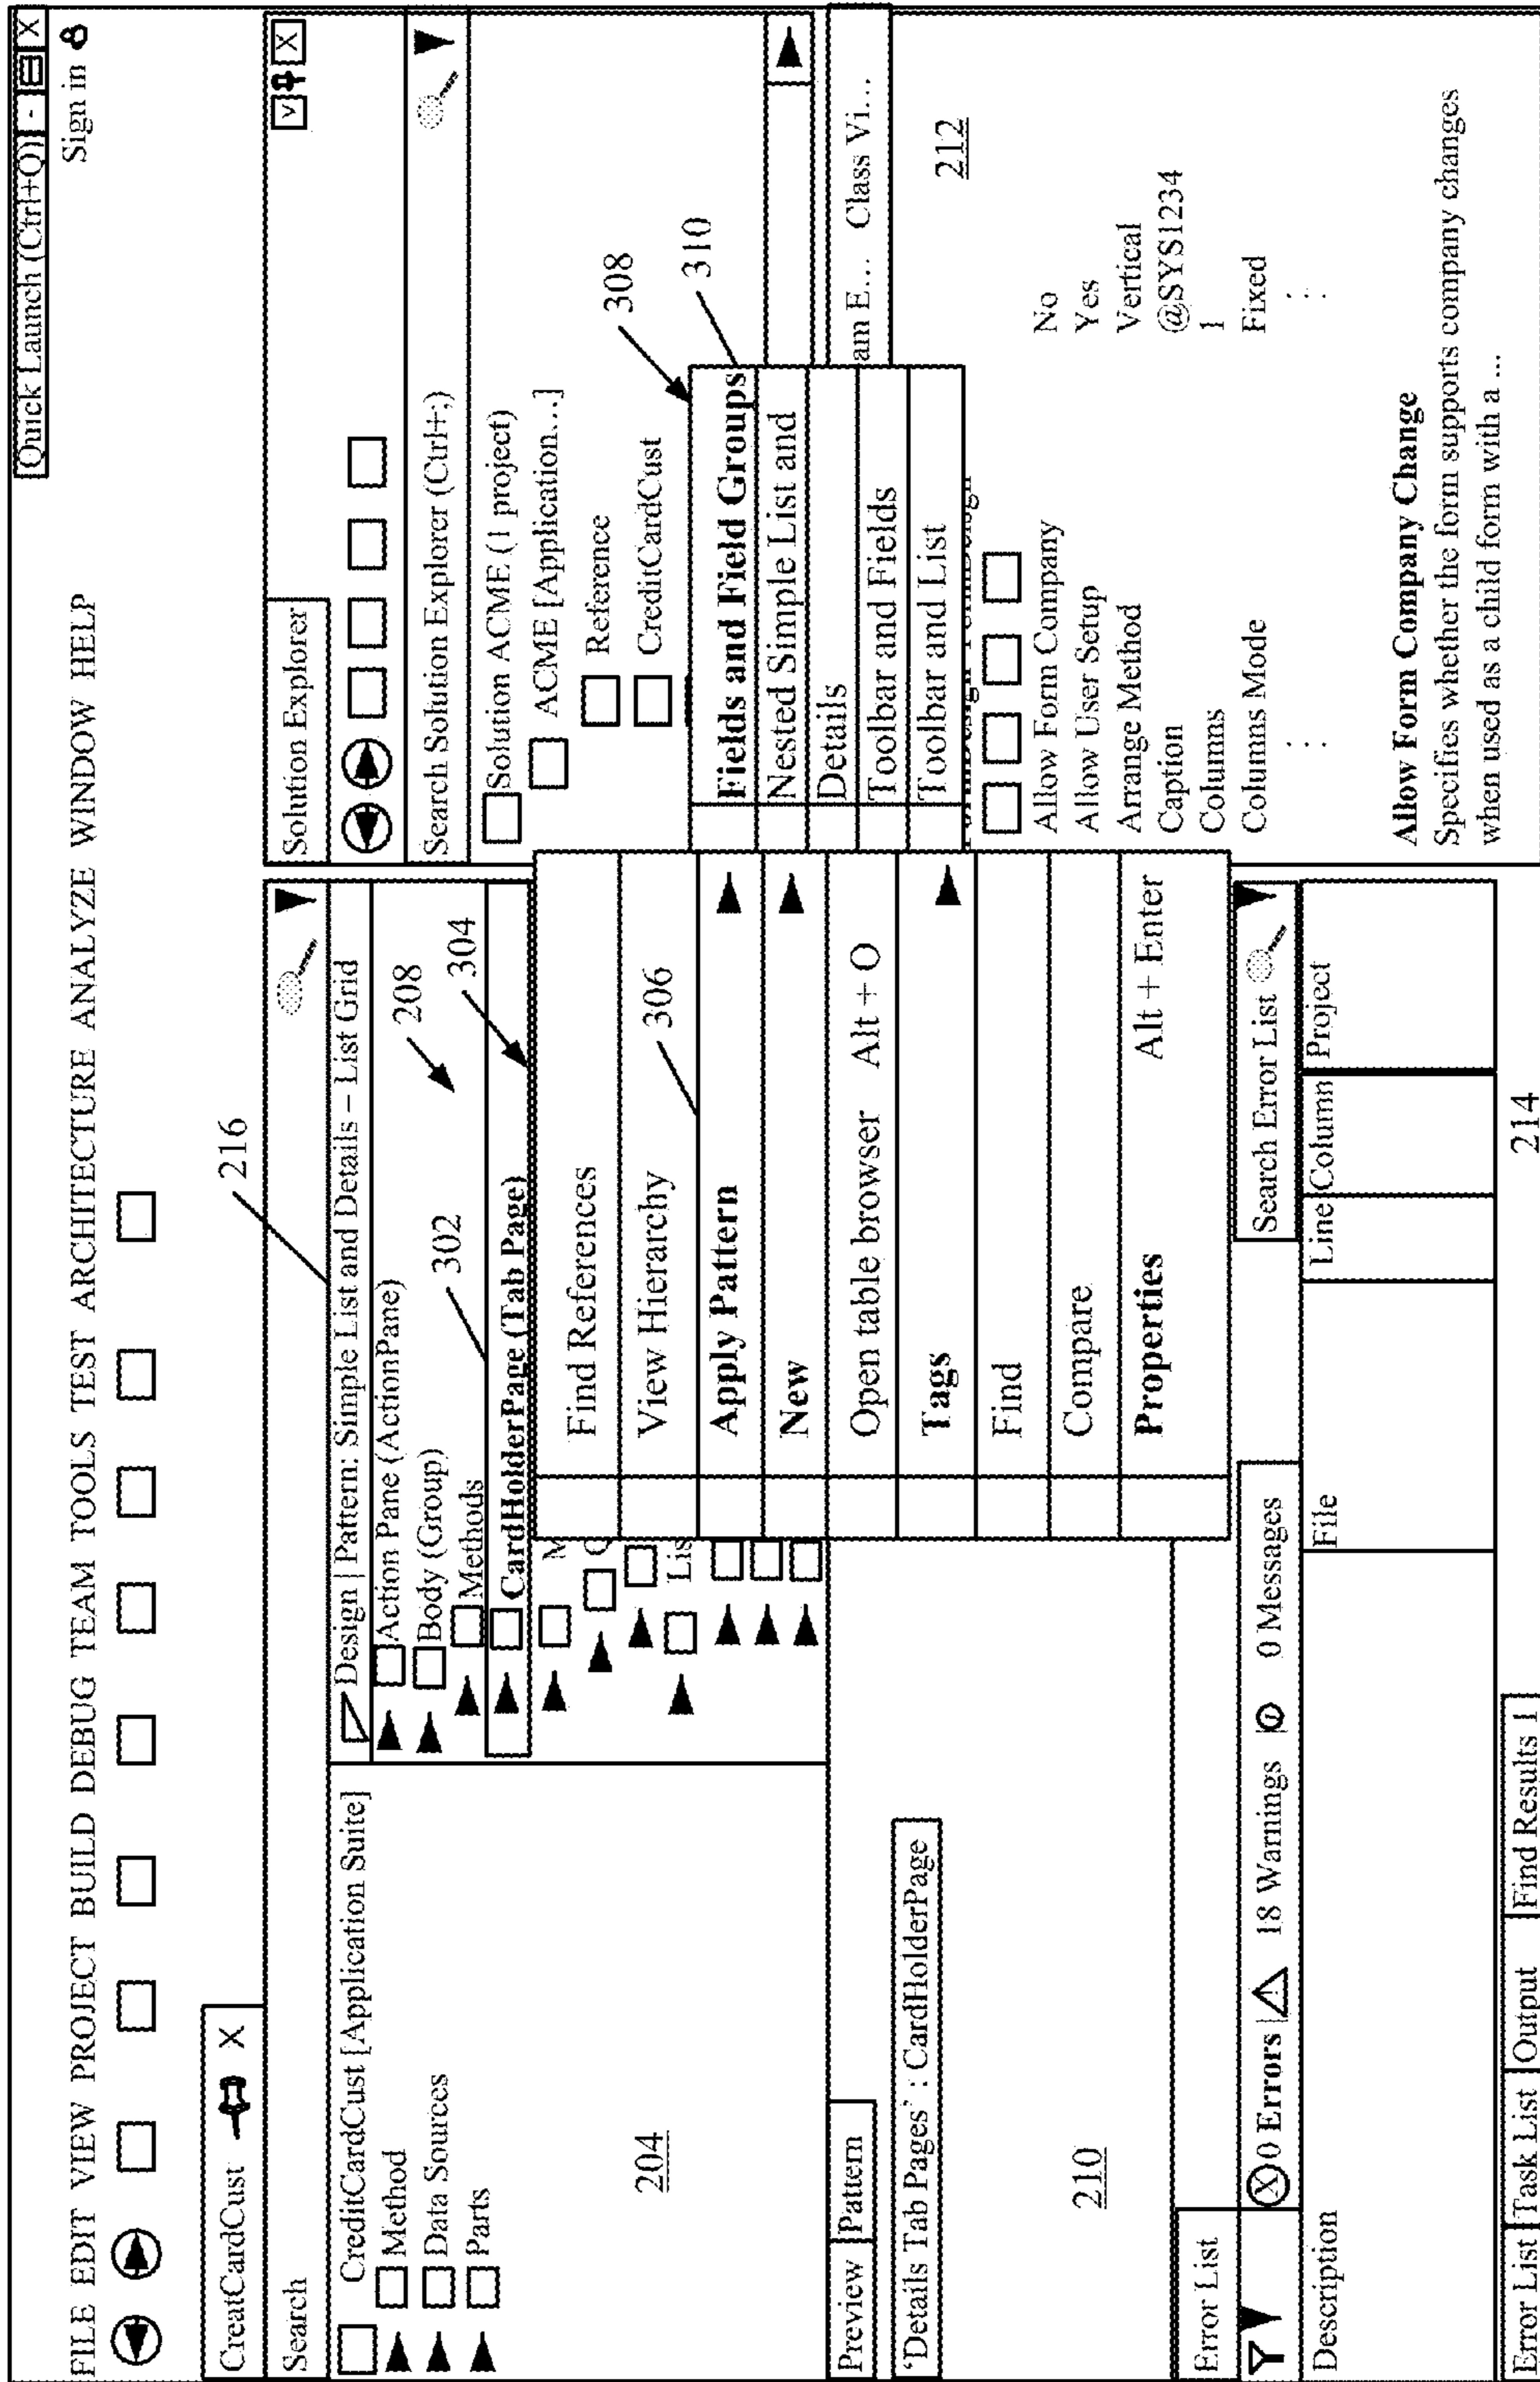 Quick Launch (Ctrl+Q) - X
FILE EDIT VIEW PROJECT BUILD DEBUG TEAM TOOLS TEST ARCHITECTURE ANALYZE WINDOW HELP
Sign in
CreatCardCust X
216
Search
CreditCardCust [Application Suite]
Method
Data Sources
Parts
204
Design | Pattern: Simple List and Details – List Grid
Action Pane (ActionPane)
Body (Group)
Methods
302
208
304
CardHolderPage (Tab Page)
M
Q
Lis
Find References
View Hierarchy
306
Apply Pattern
New
Open table browser Alt + O
Tags
Find
Compare
Properties Alt + Enter
Solution Explorer
V X
Search Solution Explorer (Ctrl+;)
Solution ACME (1 project)
ACME [Application...]
Reference
CreditCardCust
308
310
Fields and Field Groups
Nested Simple List and
Details
Toolbar and Fields
Toolbar and List
am E... Class Vi...
212
Allow Form Company No
Allow User Setup Yes
Arrange Method Vertical
Caption @SYS1234
Columns 1
Columns Mode Fixed
Allow Form Company Change
Specifies whether the form supports company changes
when used as a child form with a ...
Preview Pattern
‘Details Tab Pages’ : CardHolderPage
210
Error List
X 0 Errors 18 Warnings 0 Messages
Search Error List
Description File Line Column Project
Error List Task List Output Find Results 1
214